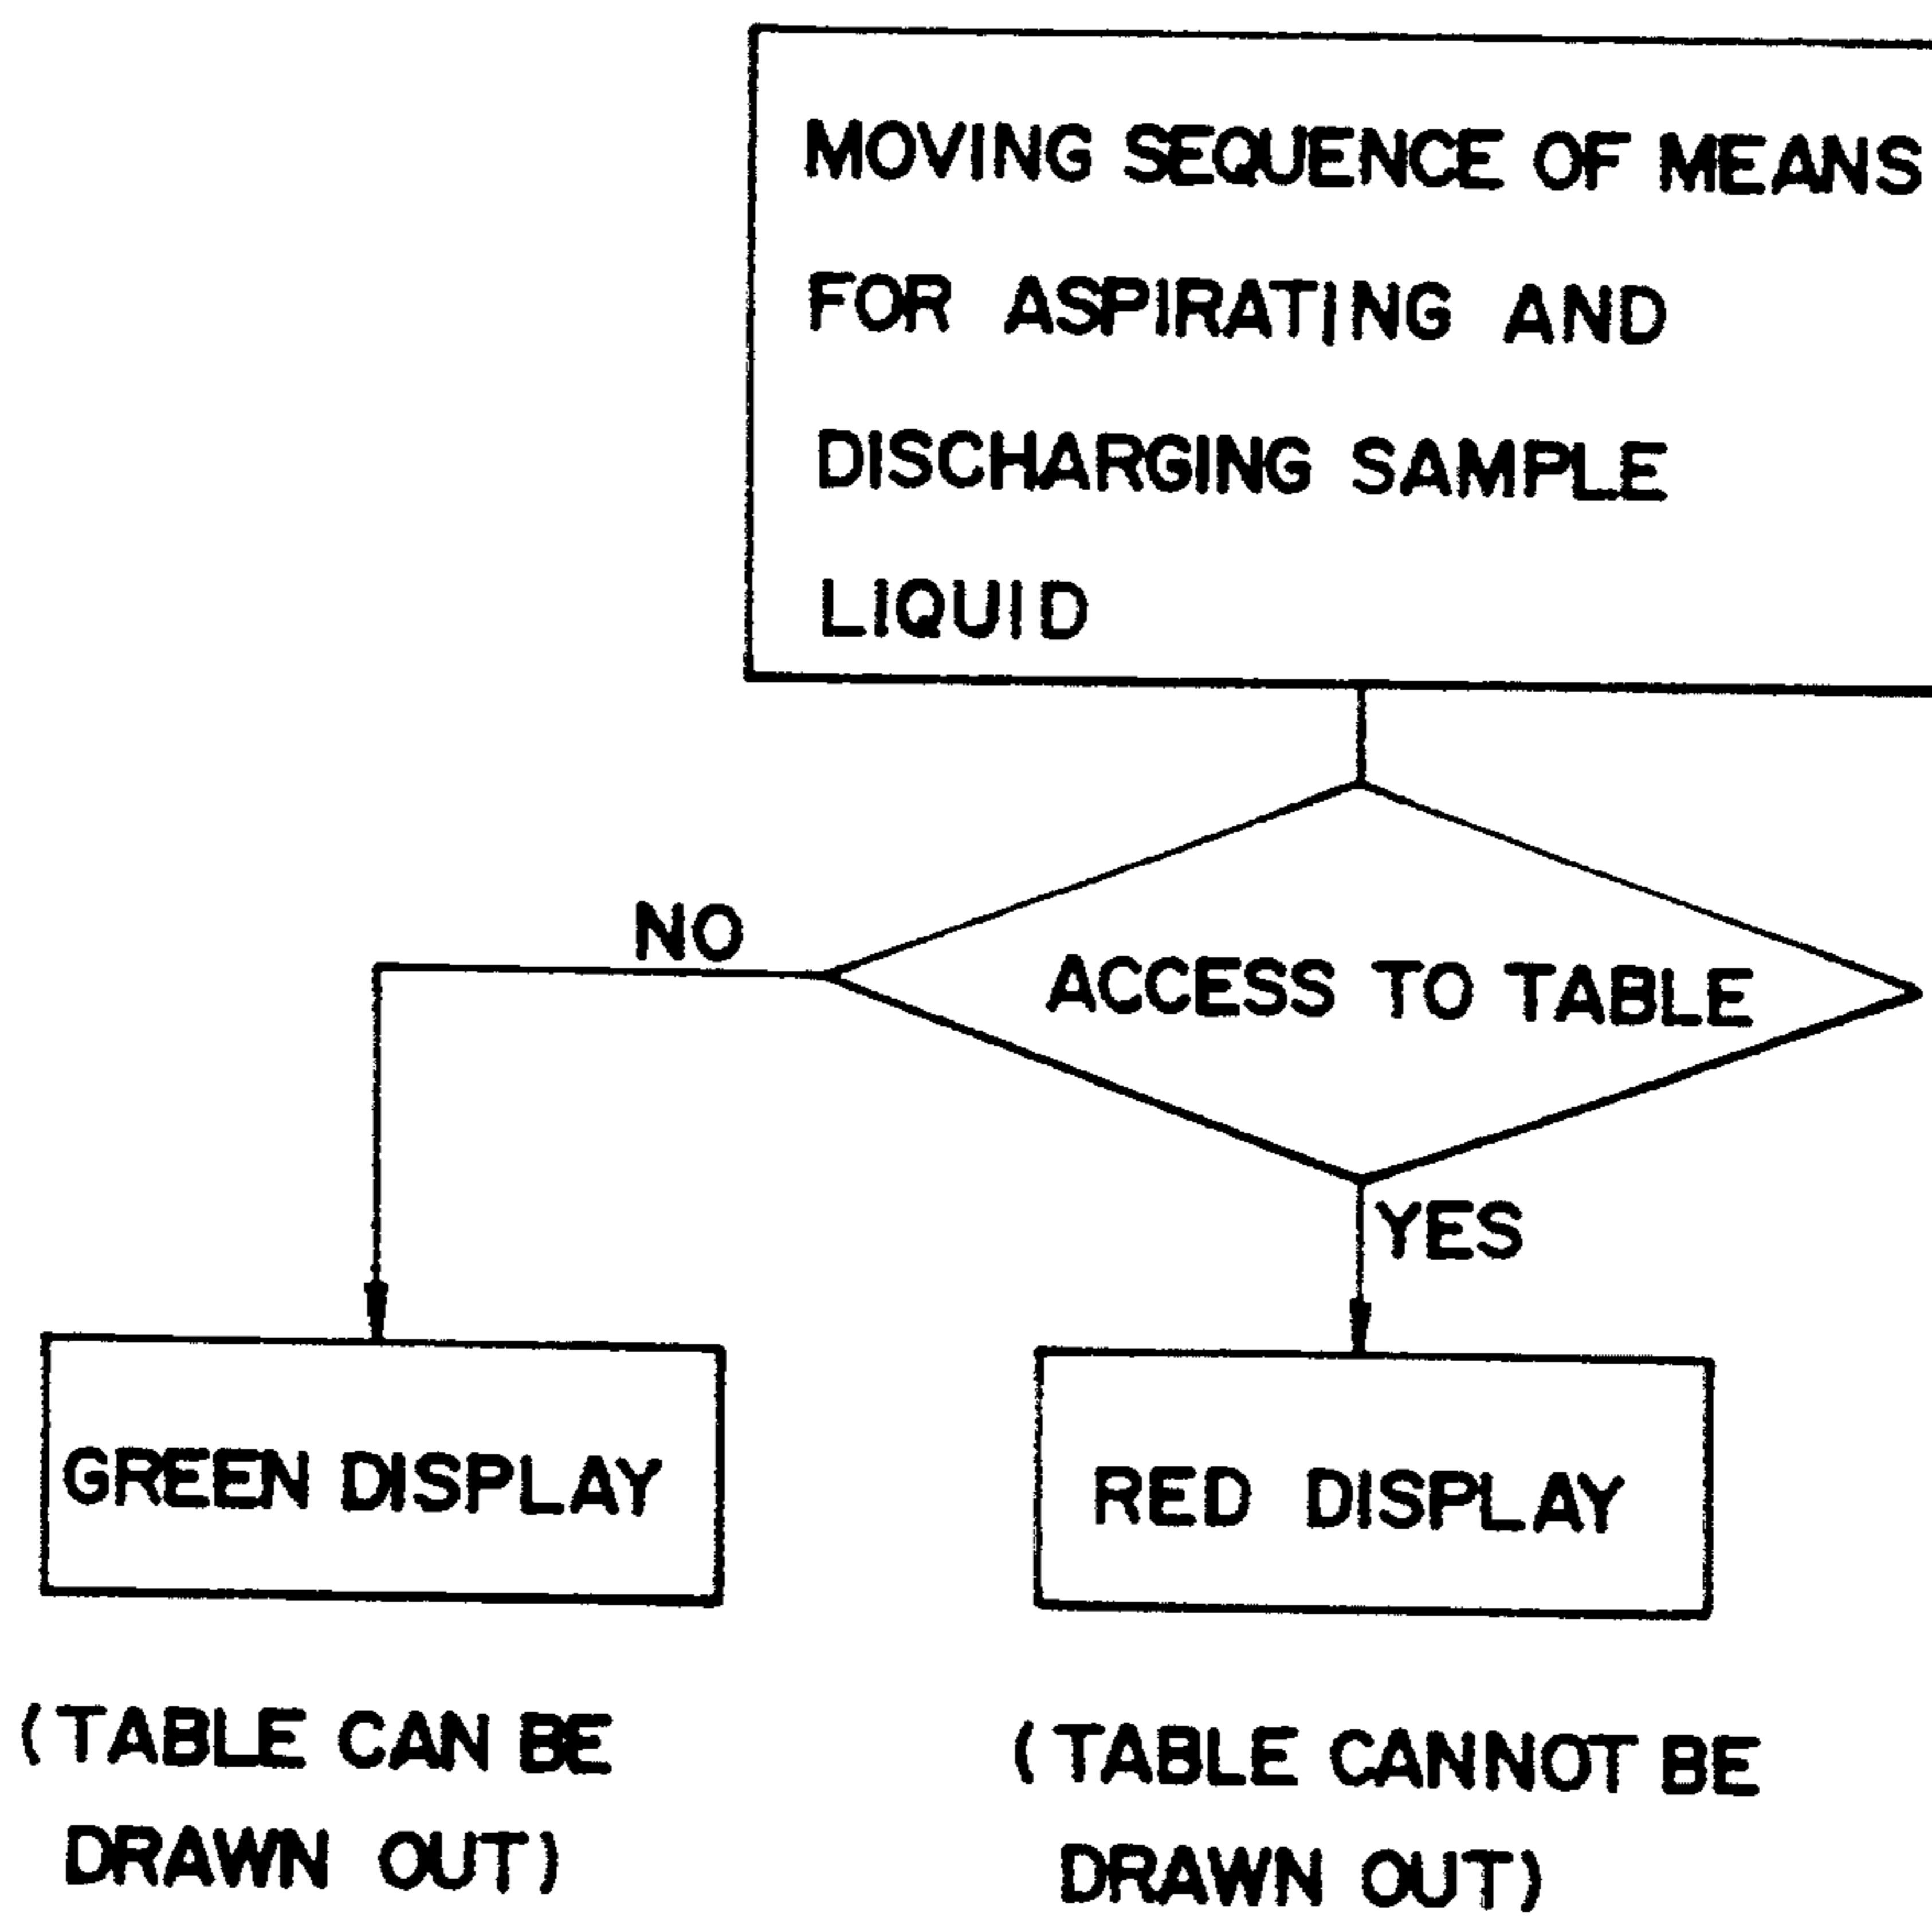 MOVING SEQUENCE OF MEANS
FOR ASPIRATING AND
DISCHARGING SAMPLE
LIQUID
NO
ACCESS TO TABLE
YES
GREEN DISPLAY
RED DISPLAY
(TABLE CAN BE
DRAWN OUT)
(TABLE CANNOT BE
DRAWN OUT)